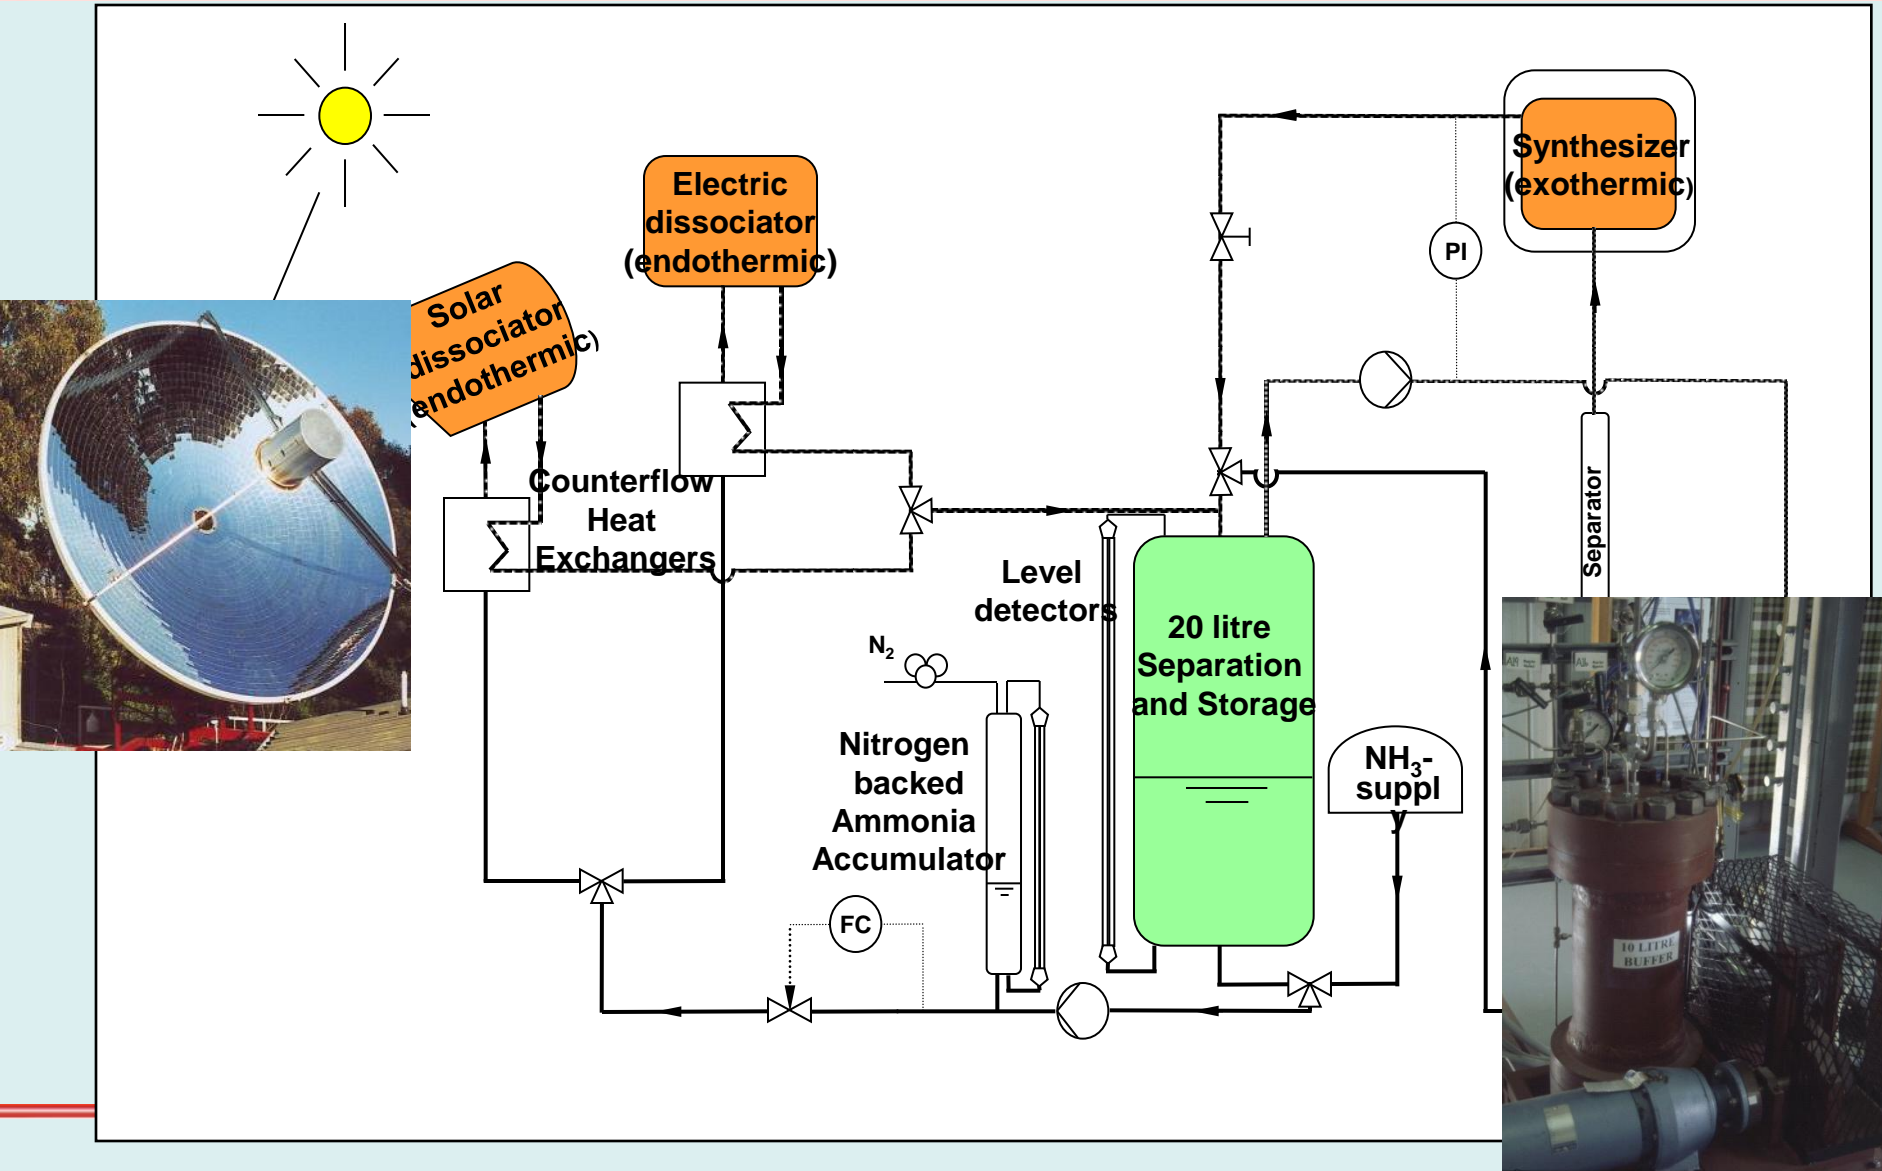 Synthesizer
(exothermic)
Electric
dissociator
(endothermic)
PI
Solar
dissociator
(endothermic)
Counterflow
Heat
Exchangers
Separator
Level
detectors
20 litre
Separation
and Storage
N2
Nitrogen
backed
Ammonia
Accumulator
NH3-
suppl
y
FC
10 LITRE
BUFFER